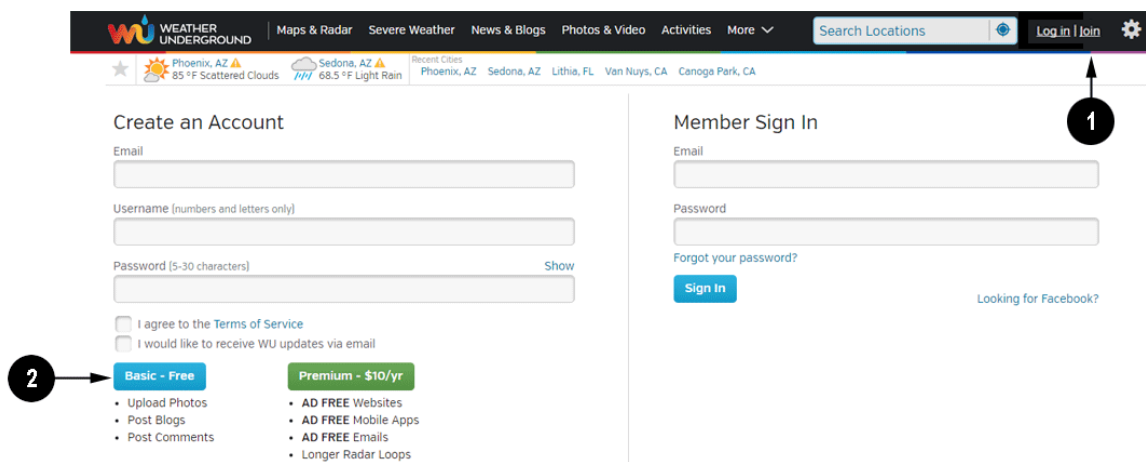 WEATHER UNDERGROUND
Maps & Radar Severe Weather News & Blogs Photos & Video Activities More
Search Locations
Log in | Join
1
Phoenix, AZ
85 °F Scattered Clouds
Sedona, AZ
68.5 °F Light Rain
Recent Cities
Phoenix, AZ Sedona, AZ Lithia, FL Van Nuys, CA Canoga Park, CA
Create an Account
Email
Username (numbers and letters only)
Password (5-30 characters) Show
I agree to the Terms of Service
I would like to receive WU updates via email
2
Basic - Free
• Upload Photos
• Post Blogs
• Post Comments
Premium - $10/yr
• AD FREE Websites
• AD FREE Mobile Apps
• AD FREE Emails
• Longer Radar Loops
Member Sign In
Email
Password
Forgot your password?
Sign In
Looking for Facebook?